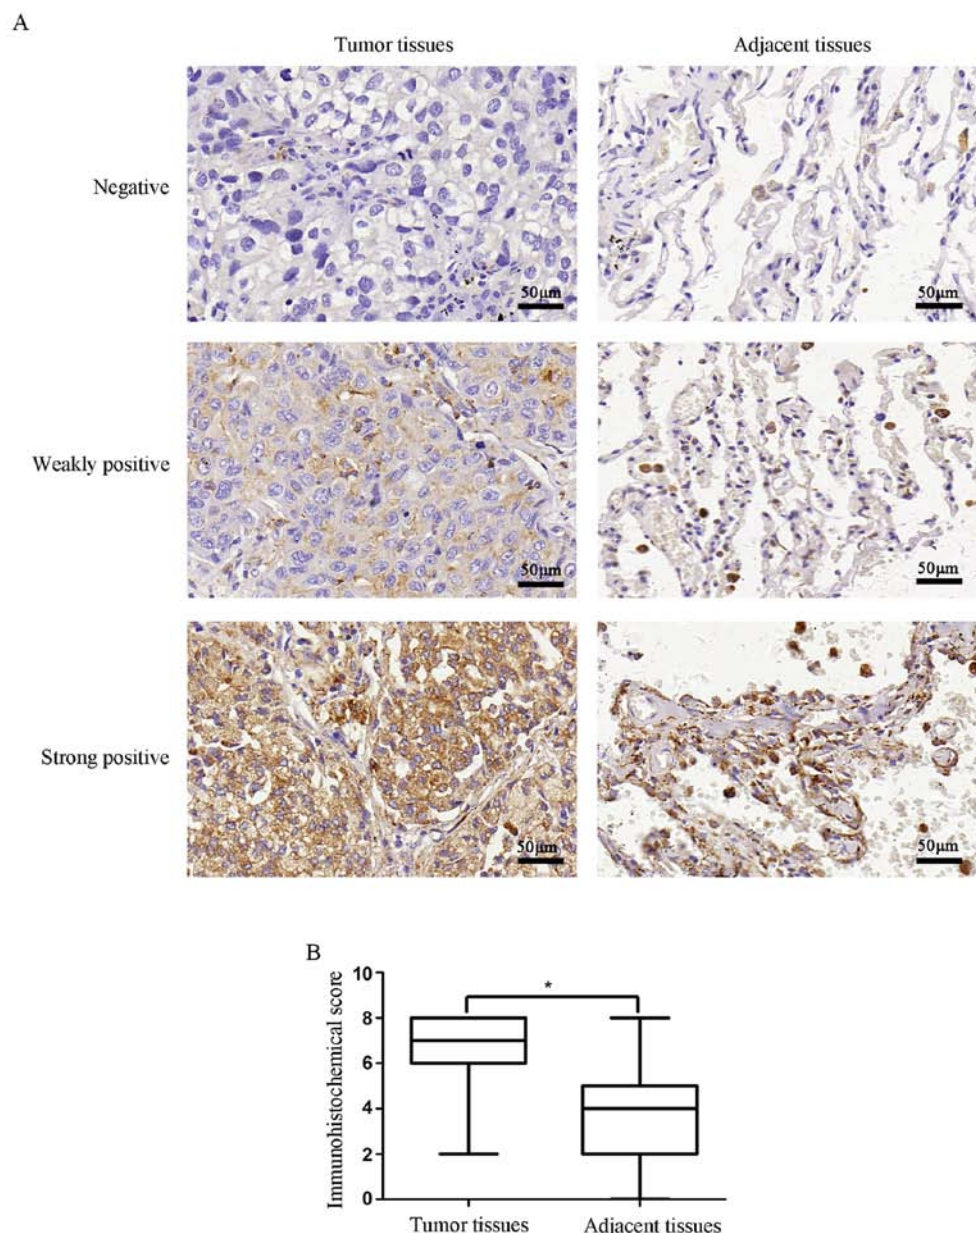 A
Tumor tissues
Adjacent tissues
Negative
50μm
50μm
Weakly positive
50μm
50μm
Strong positive
50μm
50μm
B
Immunohistochemical score
10
8
6
4
2
0
*
Tumor tissues
Adjacent tissues